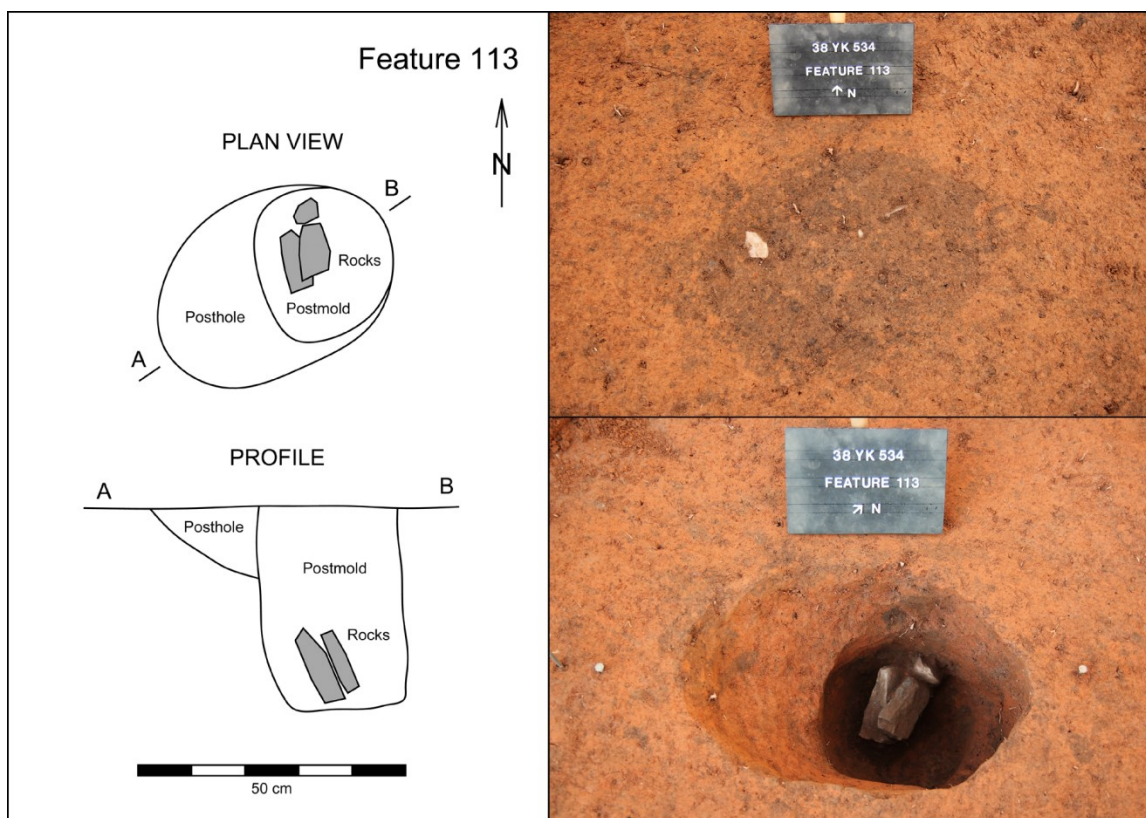 Feature 113
N
PLAN VIEW
B
Rocks
Postmold
Posthole
A
PROFILE
A
B
Posthole
Postmold
Rocks
50 cm
38 YK 534
FEATURE 113
↑ N
38 YK 534
FEATURE 113
↗ N